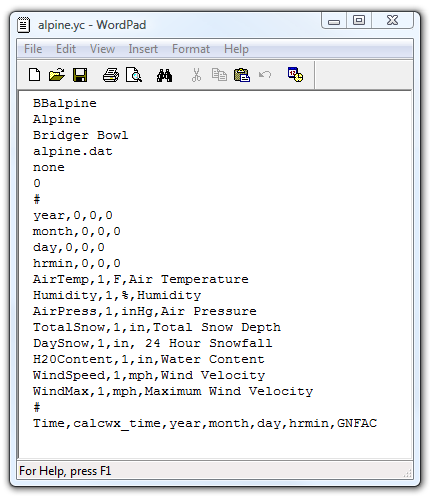 alpine.yc - WordPad
File Edit View Insert Format Help
BBalpine
Alpine
Bridger Bowl
alpine.dat
none
0
#
year,0,0,0
month,0,0,0
day,0,0,0
hrmin,0,0,0
AirTemp,1,F,Air Temperature
Humidity,1,%,Humidity
AirPress,1,inHg,Air Pressure
TotalSnow,1,in,Total Snow Depth
DaySnow,1,in, 24 Hour Snowfall
H20Content,1,in,Water Content
WindSpeed,1,mph,Wind Velocity
WindMax,1,mph,Maximum Wind Velocity
#
Time,calcwx_time,year,month,day,hrmin,GNFAC
For Help, press F1